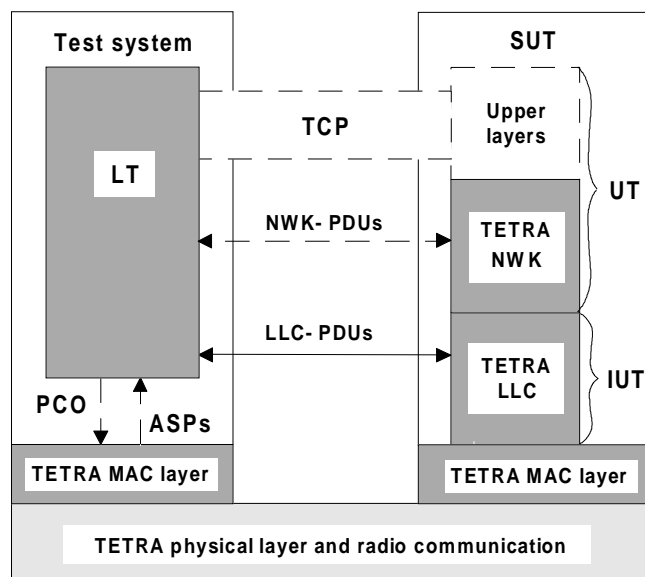 Test system
SUT
Upper
layers
TCP
LT
UT
NWK- PDUs
TETRA
NWK
LLC- PDUs
TETRA
LLC
IUT
PCO
ASPs
TETRA MAC layer
TETRA MAC layer
TETRA physical layer and radio communication